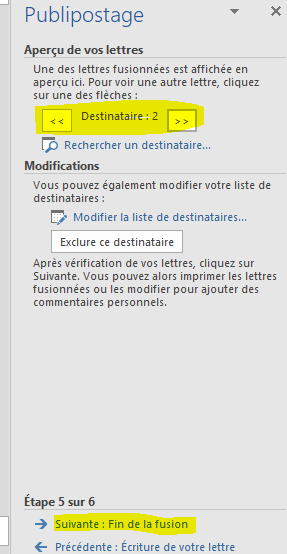 Publipostage
Aperçu de vos lettres
Une des lettres fusionnées est affichée en
aperçu ici. Pour voir une autre lettre, cliquez
sur une des flèches :
<< Destinataire : 2 >>
Rechercher un destinataire...
Modifications
Vous pouvez également modifier votre liste de
destinataires :
Modifier la liste de destinataires...
Exclure ce destinataire
Après vérification de vos lettres, cliquez sur
Suivante. Vous pouvez alors imprimer les lettres
fusionnées ou les modifier pour ajouter des
commentaires personnels.
Étape 5 sur 6
Suivante : Fin de la fusion
Précédente : Écriture de votre lettre